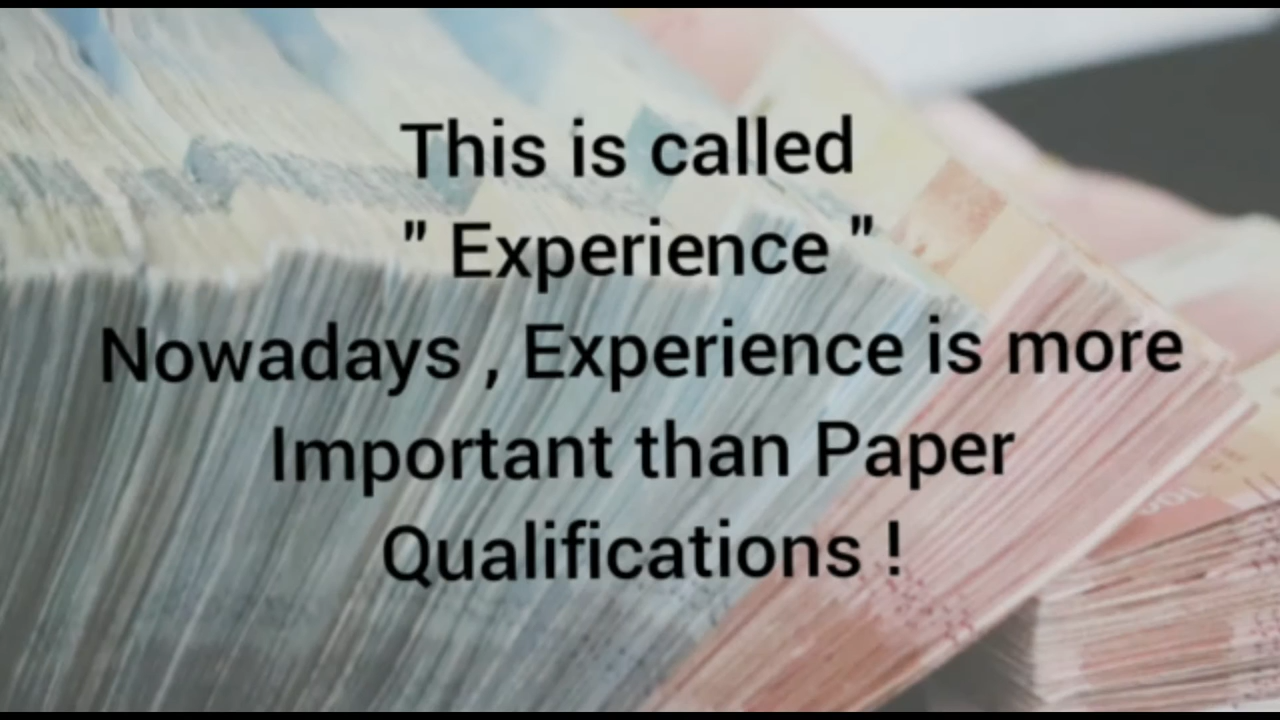 This is called
" Experience "
Nowadays , Experience is more
Important than Paper
Qualifications !